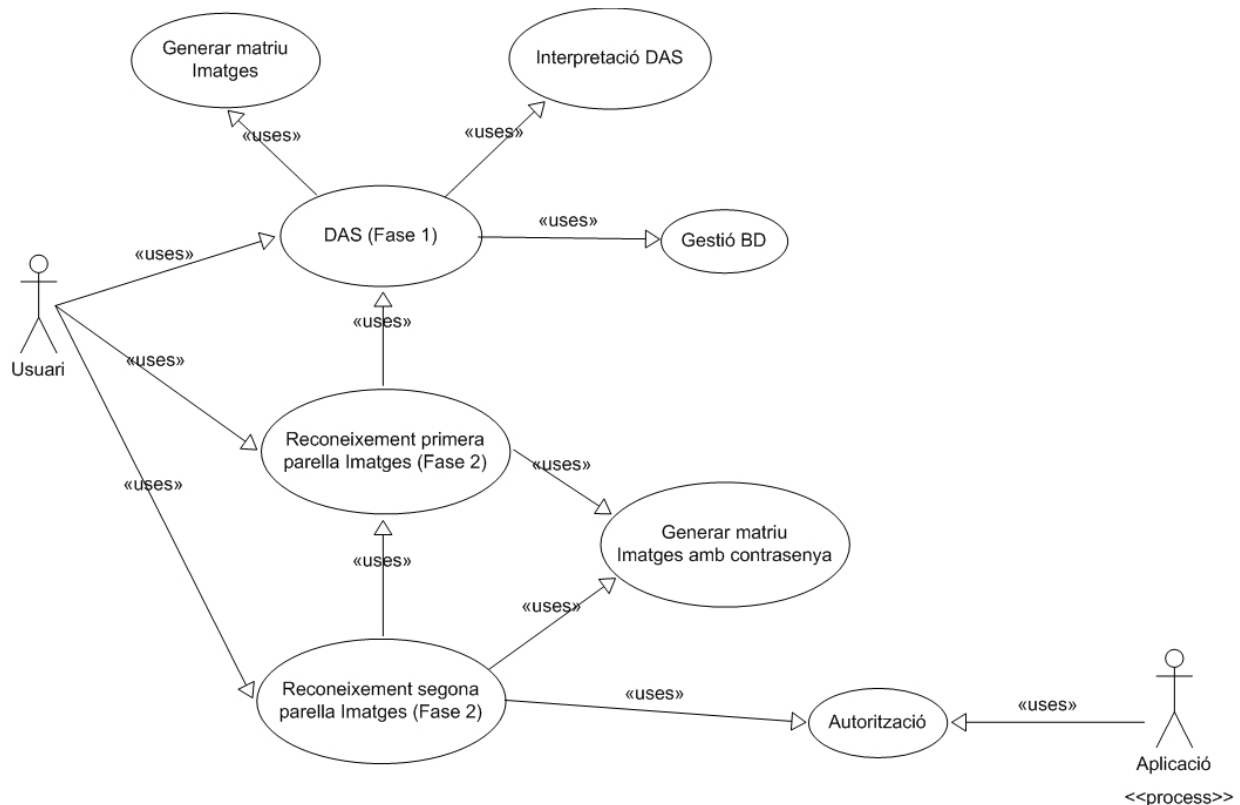 Generar matriu
Imatges
Interpretació DAS
«uses»
«uses»
DAS (Fase 1)
«uses»
Gestió BD
«uses»
Usuari
«uses»
«uses»
Reconeixement primera
parella Imatges (Fase 2)
«uses»
«uses»
Generar matriu
Imatges amb contrasenya
«uses»
«uses»
Reconeixement segona
parella Imatges (Fase 2)
«uses»
Autorització
«uses»
Aplicació
<<process>>